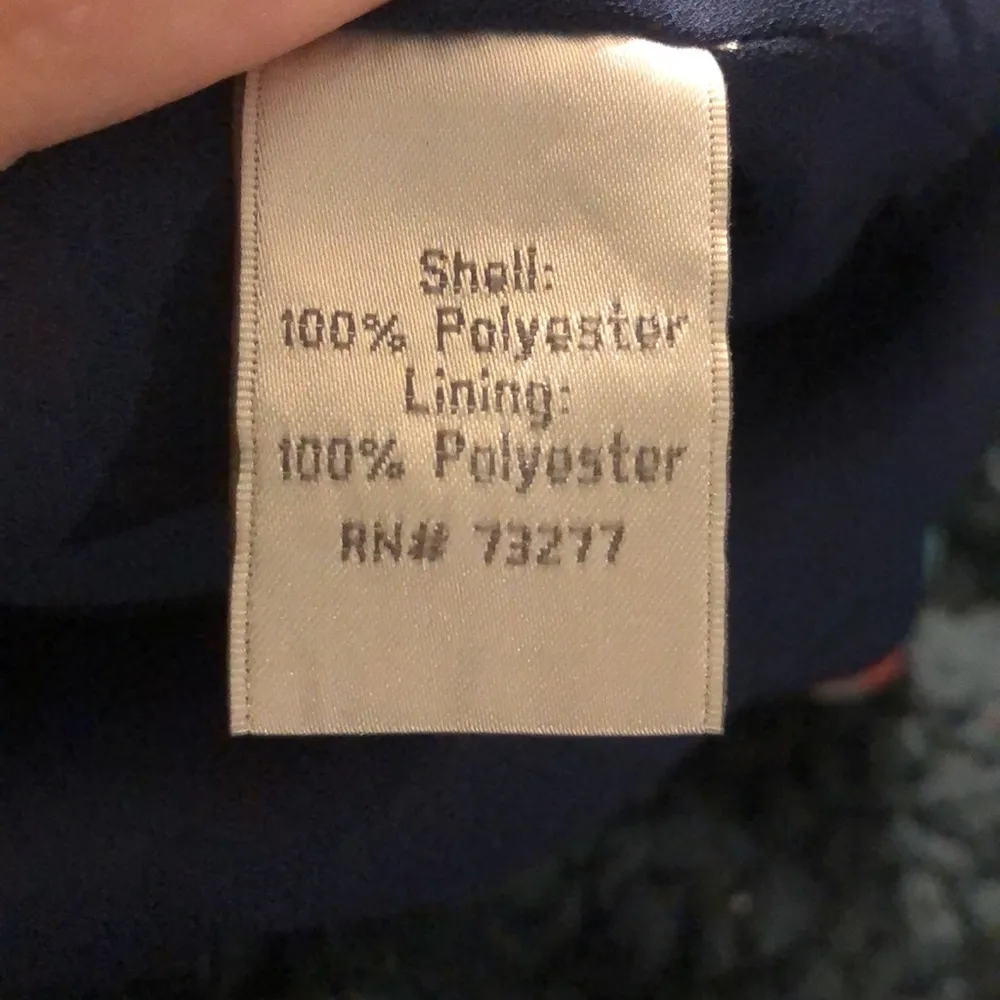 Shell:
100% Polyester
Lining:
100% Polyester
RN# 73277